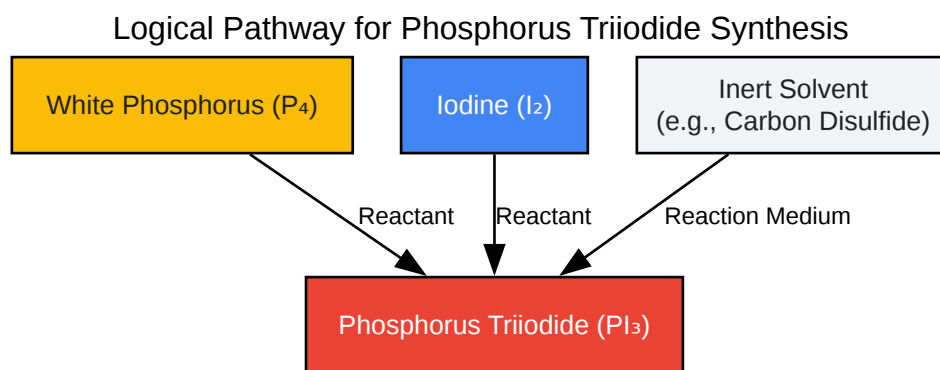 Logical Pathway for Phosphorus Triiodide Synthesis
White Phosphorus (P₄)
Iodine (I₂)
Inert Solvent
(e.g., Carbon Disulfide)
Reactant
Reactant
Reaction Medium
Phosphorus Triiodide (PI₃)